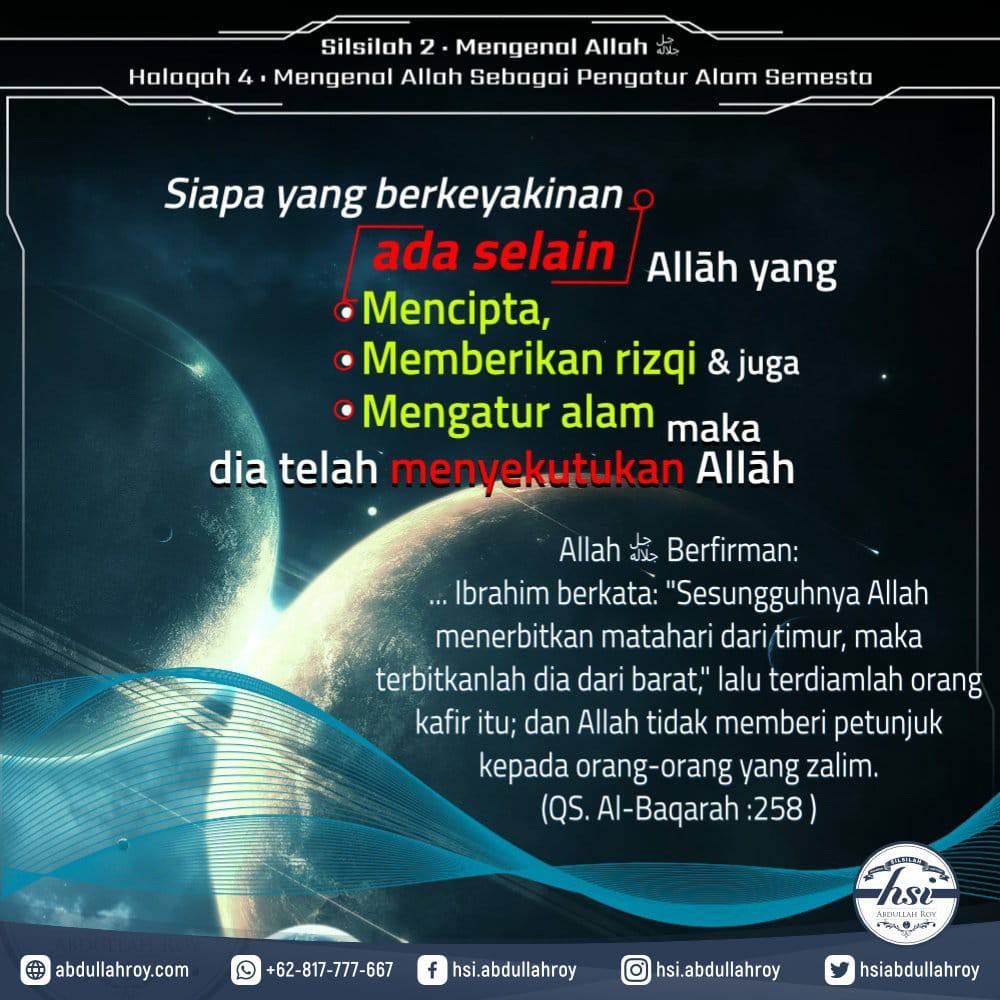 Silsilah 2 • Mengenal Allah ﷻ
Halaqah 4 • Mengenal Allah Sebagai Pengatur Alam Semesta
Siapa yang berkeyakinan
ada selain Allāh yang
Mencipta,
Memberikan rizqi & juga
Mengatur alam maka
dia telah menyekutukan Allāh
Allah ﷻ Berfirman:
... Ibrahim berkata: "Sesungguhnya Allah
menerbitkan matahari dari timur, maka
terbitkanlah dia dari barat," lalu terdiamlah orang
kafir itu; dan Allah tidak memberi petunjuk
kepada orang-orang yang zalim.
(QS. Al-Baqarah :258 )
SILSILAH
hsi
ABDULLAH ROY
abdullahroy.com
+62-817-777-667
hsi.abdullahroy
hsi.abdullahroy
hsiabdullahroy